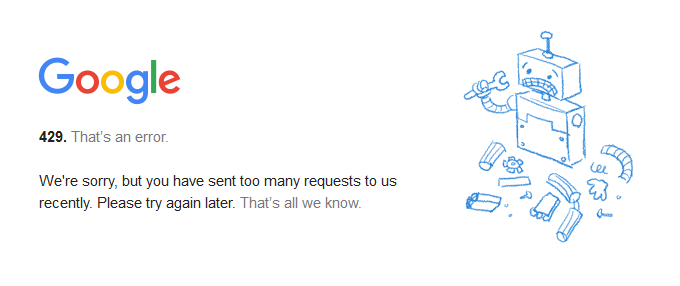 Google
429. That's an error.
We're sorry, but you have sent too many requests to us
recently. Please try again later. That's all we know.